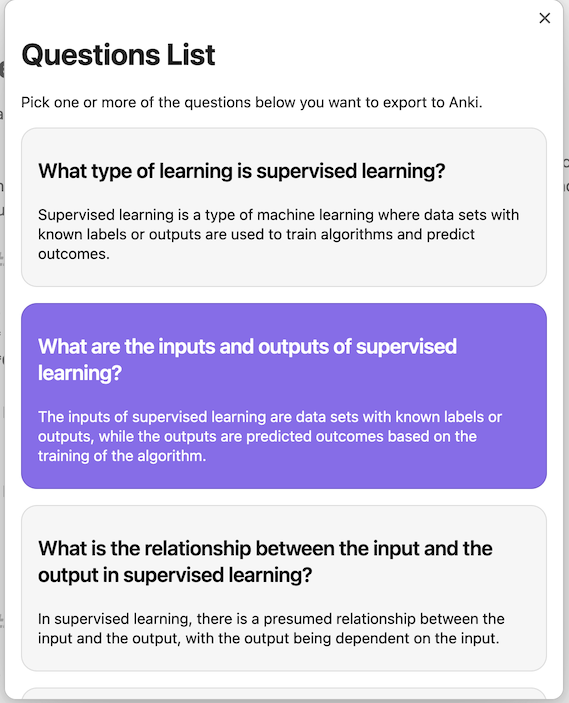 Questions List
Pick one or more of the questions below you want to export to Anki.
What type of learning is supervised learning?
Supervised learning is a type of machine learning where data sets with
known labels or outputs are used to train algorithms and predict
outcomes.
What are the inputs and outputs of supervised
learning?
The inputs of supervised learning are data sets with known labels or
outputs, while the outputs are predicted outcomes based on the
training of the algorithm.
What is the relationship between the input and the
output in supervised learning?
In supervised learning, there is a presumed relationship between the
input and the output, with the output being dependent on the input.